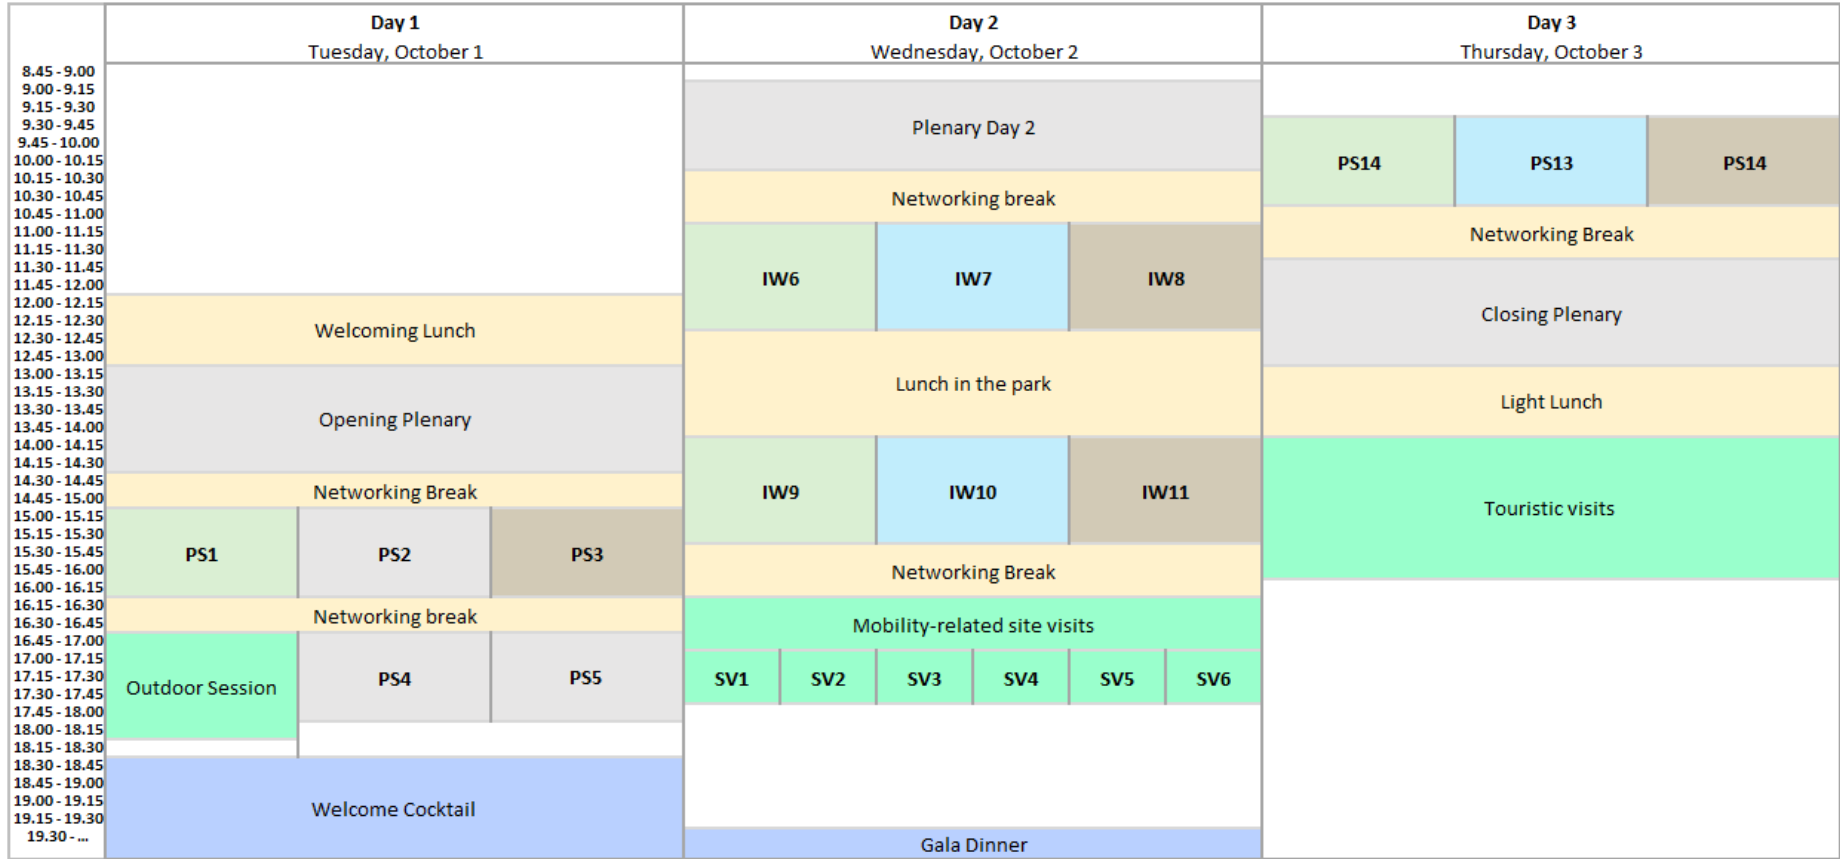 Day 1
Tuesday, October 1
Day 2
Wednesday, October 2
Day 3
Thursday, October 3
8.45 - 9.00
9.00 - 9.15
9.15 - 9.30
9.30 - 9.45
9.45 - 10.00
10.00 - 10.15
10.15 - 10.30
10.30 - 10.45
10.45 - 11.00
11.00 - 11.15
11.15 - 11.30
11.30 - 11.45
11.45 - 12.00
12.00 - 12.15
12.15 - 12.30
12.30 - 12.45
12.45 - 13.00
13.00 - 13.15
13.15 - 13.30
13.30 - 13.45
13.45 - 14.00
14.00 - 14.15
14.15 - 14.30
14.30 - 14.45
14.45 - 15.00
15.00 - 15.15
15.15 - 15.30
15.30 - 15.45
15.45 - 16.00
16.00 - 16.15
16.15 - 16.30
16.30 - 16.45
16.45 - 17.00
17.00 - 17.15
17.15 - 17.30
17.30 - 17.45
17.45 - 18.00
18.00 - 18.15
18.15 - 18.30
18.30 - 18.45
18.45 - 19.00
19.00 - 19.15
19.15 - 19.30
19.30 - ...
Welcoming Lunch
Opening Plenary
Networking Break
PS1 PS2 PS3
Networking break
Outdoor Session PS4 PS5
Welcome Cocktail
Plenary Day 2
Networking break
IW6 IW7 IW8
Lunch in the park
IW9 IW10 IW11
Networking Break
Mobility-related site visits
SV1 SV2 SV3 SV4 SV5 SV6
Gala Dinner
PS14 PS13 PS14
Networking Break
Closing Plenary
Light Lunch
Touristic visits